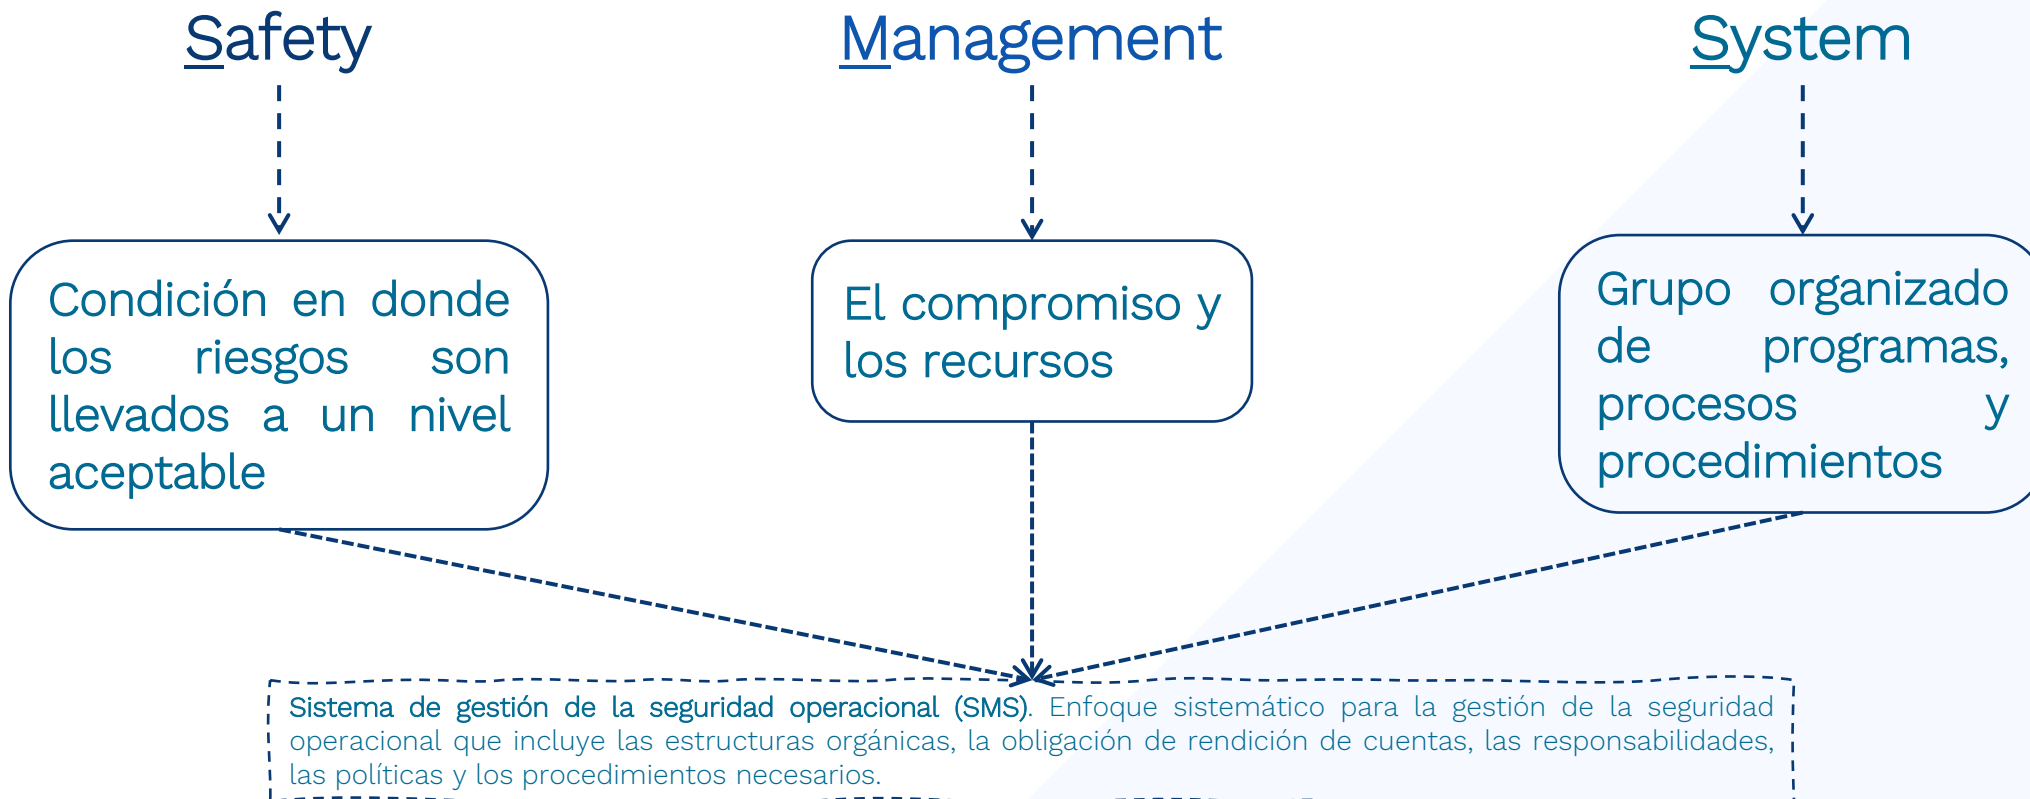 Safety
Management
System
Condición en donde
los riesgos son
llevados a un nivel
aceptable
El compromiso y
los recursos
Grupo organizado
de programas,
procesos y
procedimientos
Sistema de gestión de la seguridad operacional (SMS). Enfoque sistemático para la gestión de la seguridad
operacional que incluye las estructuras orgánicas, la obligación de rendición de cuentas, las responsabilidades,
las políticas y los procedimientos necesarios.